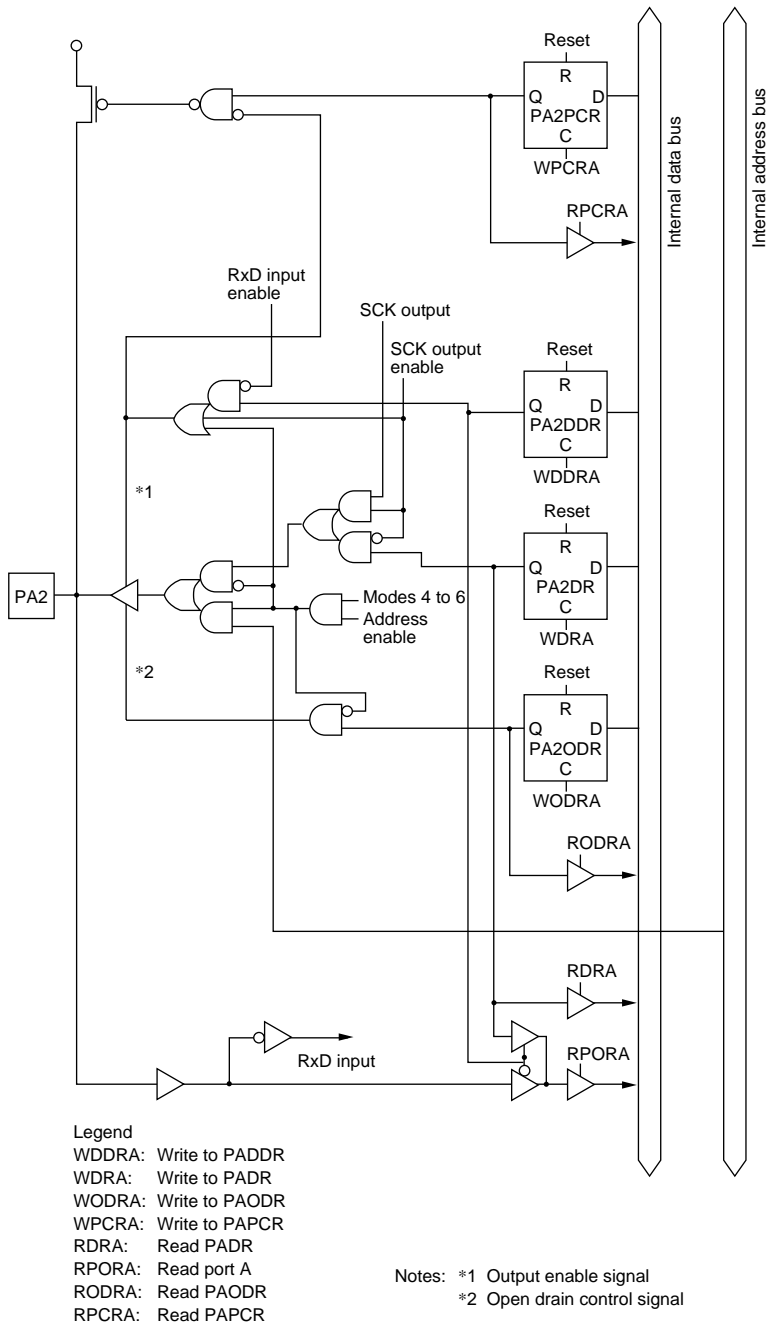 Reset
R
Q D
PA2PCR
C
WPCRA
RPCRA
Internal data bus
Internal address bus
RxD input
enable
SCK output
SCK output
enable
Reset
R
Q D
PA2DDR
C
WDDRA
*1
Reset
R
Q D
PA2DR
C
WDRA
PA2
Modes 4 to 6
Address
enable
*2
Reset
R
Q D
PA2ODR
C
WODRA
RODRA
RDRA
RxD input
RPORA
Legend
WDDRA: Write to PADDR
WDRA: Write to PADR
WODRA: Write to PAODR
WPCRA: Write to PAPCR
RDRA: Read PADR
RPORA: Read port A
RODRA: Read PAODR
RPCRA: Read PAPCR
Notes: *1 Output enable signal
*2 Open drain control signal